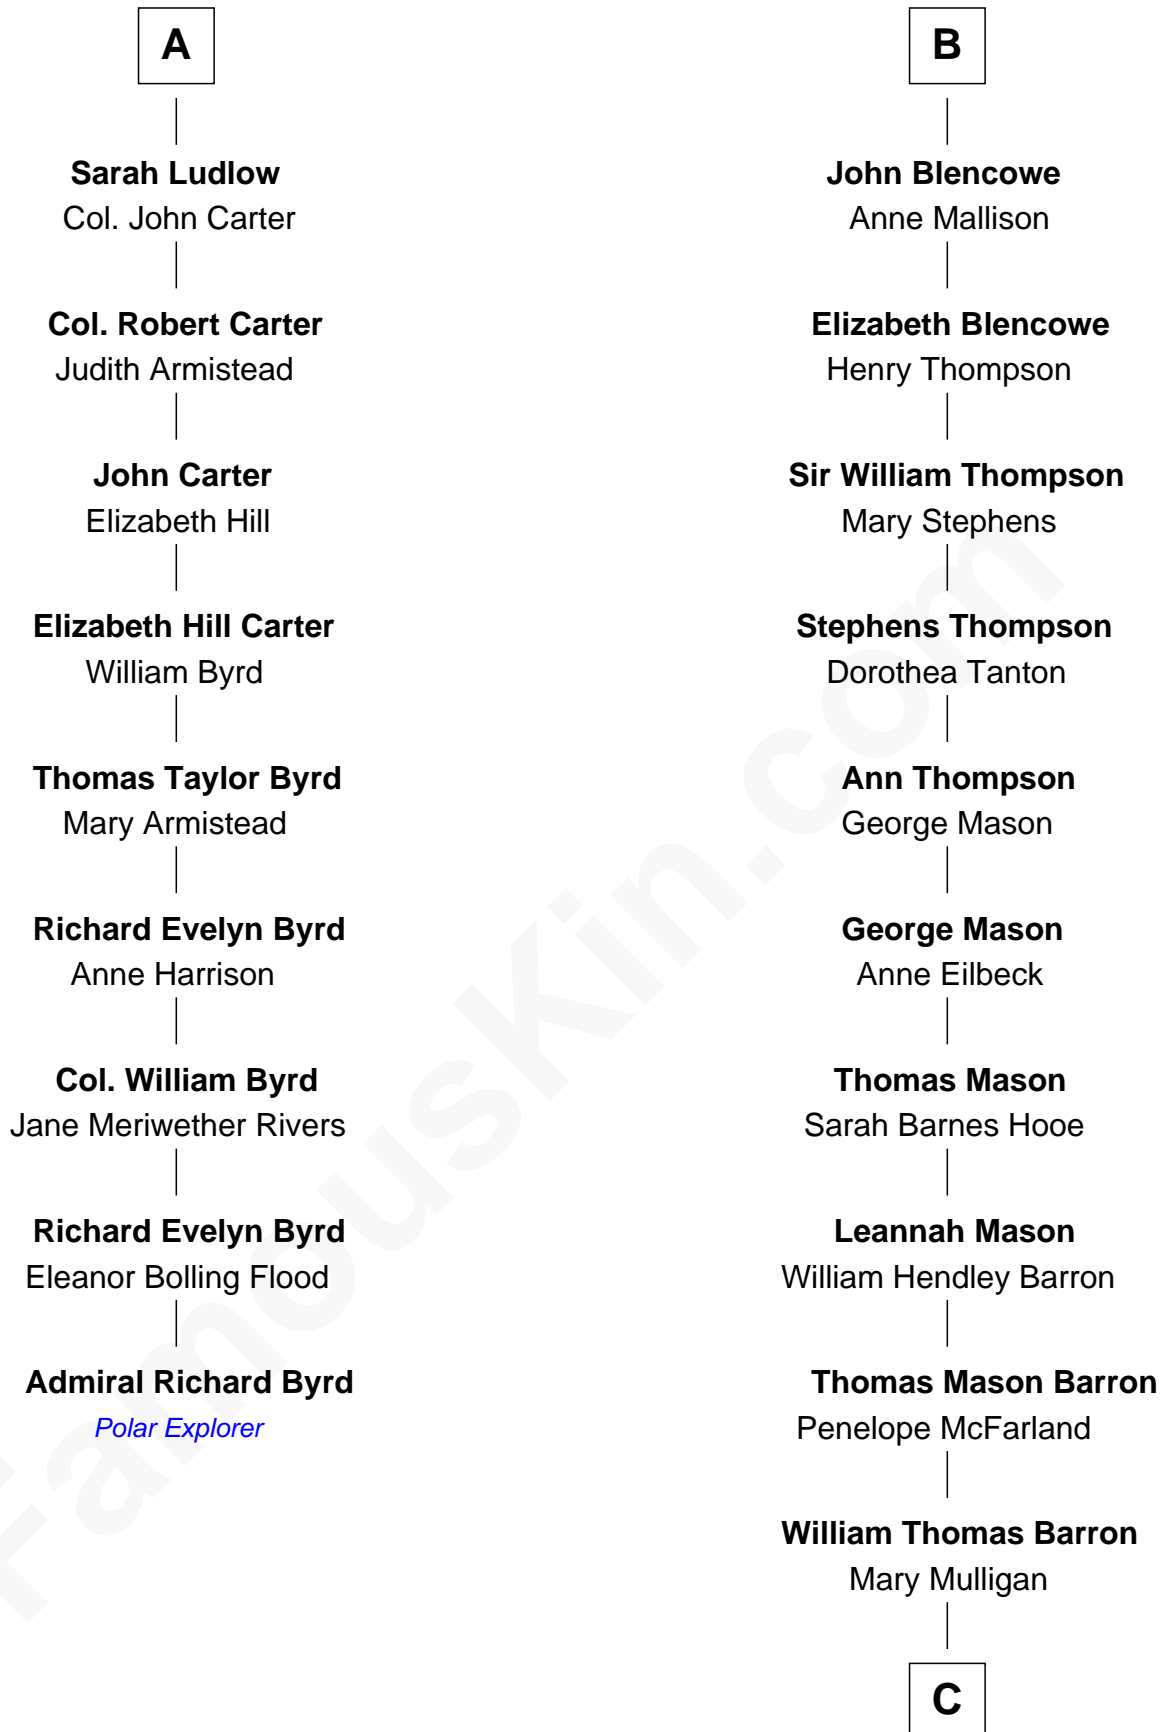 A
Sarah Ludlow
Col. John Carter
Col. Robert Carter
Judith Armistead
John Carter
Elizabeth Hill
Elizabeth Hill Carter
William Byrd
Thomas Taylor Byrd
Mary Armistead
Richard Evelyn Byrd
Anne Harrison
Col. William Byrd
Jane Meriwether Rivers
Richard Evelyn Byrd
Eleanor Bolling Flood
Admiral Richard Byrd
Polar Explorer
B
John Blencowe
Anne Mallison
Elizabeth Blencowe
Henry Thompson
Sir William Thompson
Mary Stephens
Stephens Thompson
Dorothea Tanton
Ann Thompson
George Mason
George Mason
Anne Eilbeck
Thomas Mason
Sarah Barnes Hooe
Leannah Mason
William Hendley Barron
Thomas Mason Barron
Penelope McFarland
William Thomas Barron
Mary Mulligan
C
FamousKin.com